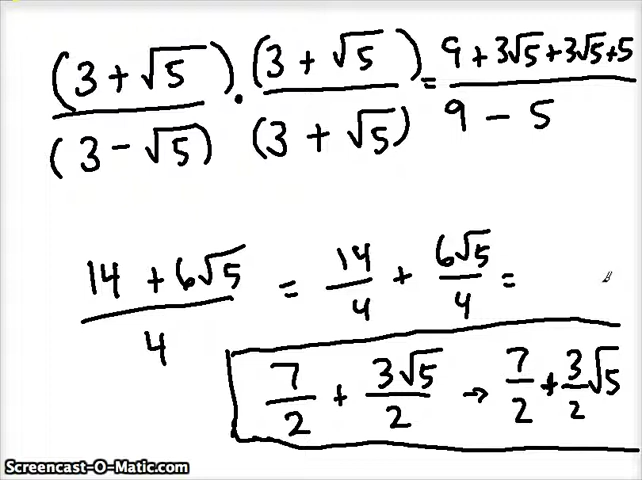 (3 + √5)/(3 - √5) · (3 + √5)/(3 + √5) = (9 + 3√5 + 3√5 + 5)/(9 - 5)
(14 + 6√5)/4 = 14/4 + 6√5/4 =
7/2 + 3√5/2 → 7/2 + 3/2 √5
Screencast-O-Matic.com